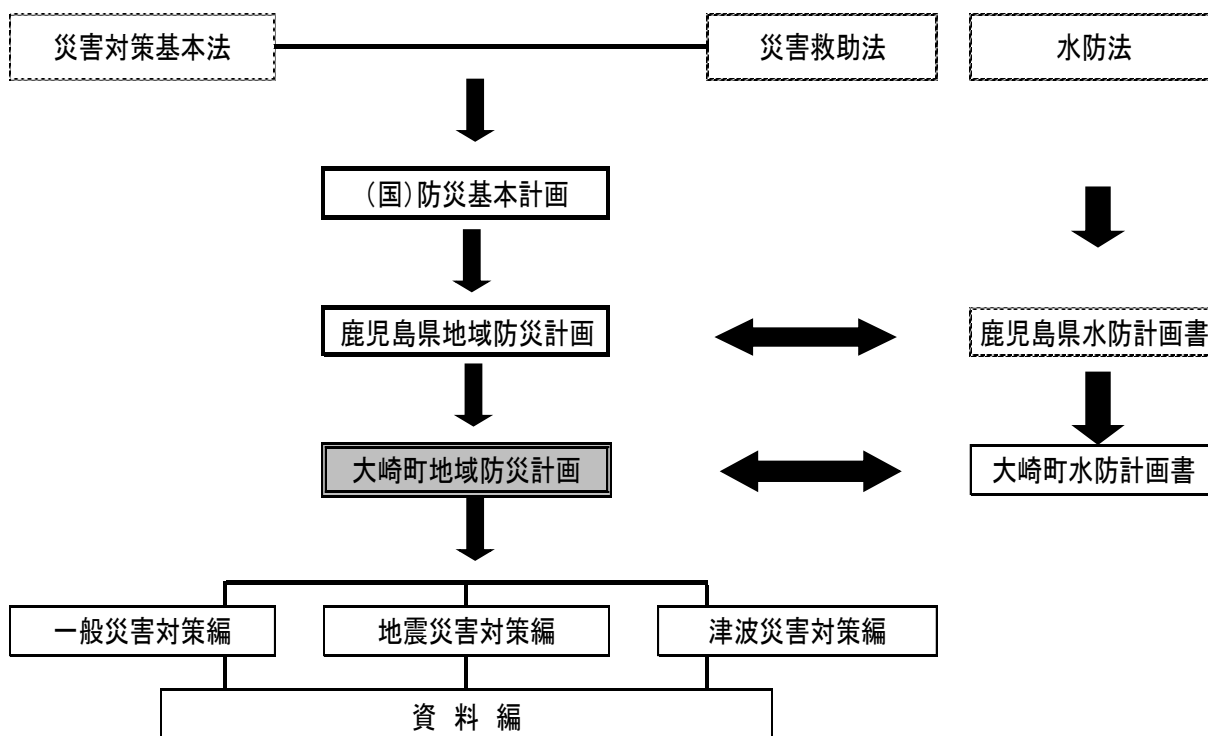 災害対策基本法
災害救助法
水防法
(国)防災基本計画
鹿児島県地域防災計画
鹿児島県水防計画書
大崎町地域防災計画
大崎町水防計画書
一般災害対策編
地震災害対策編
津波災害対策編
資 料 編